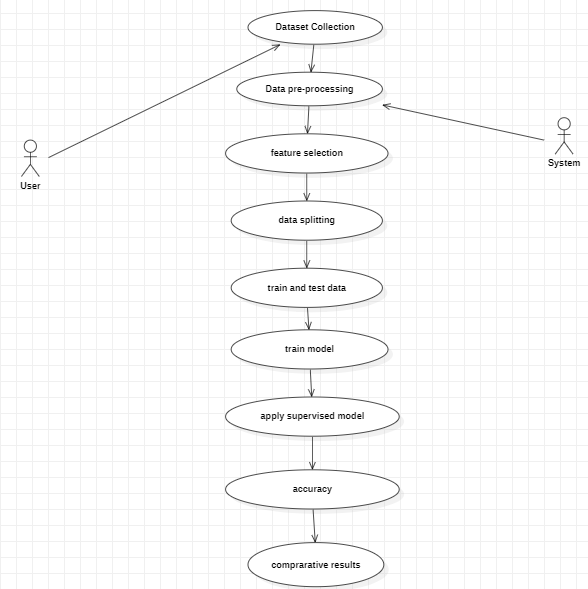 Dataset Collection
Data pre-processing
feature selection
System
User
data splitting
train and test data
train model
apply supervised model
accuracy
comprarative results